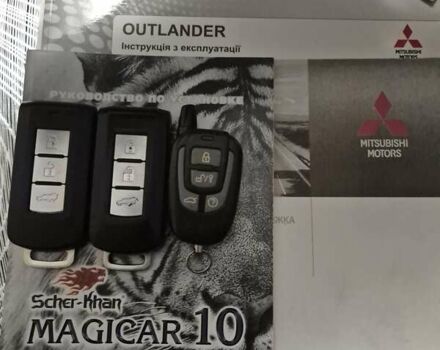 OUTLANDER
Інструкція з експлуатації
MITSUBISHI
MOTORS
РУКОВОДСТВО ПО УСТАНОВКЕ
MITSUBISHI
MOTORS
Scher-Khan
MAGICAR 10